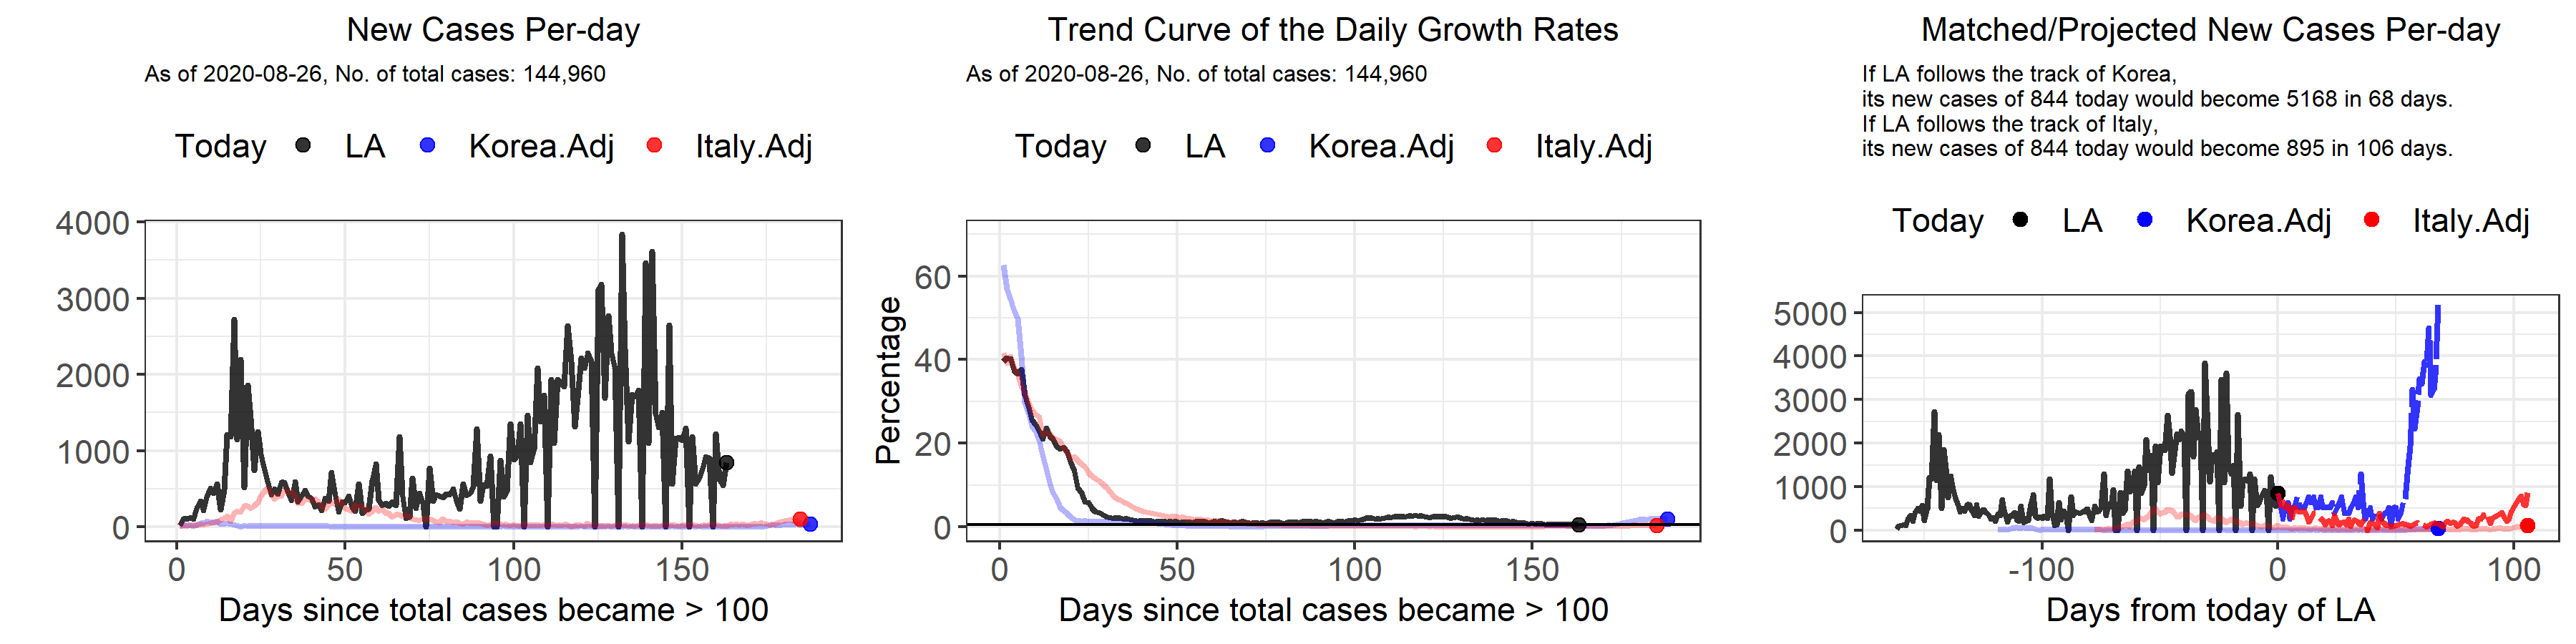 New Cases Per-day
As of 2020-08-26, No. of total cases: 144,960
Today LA Korea.Adj Italy.Adj
4000
3000
2000
1000
0
0 50 100 150
Days since total cases became > 100
Trend Curve of the Daily Growth Rates
As of 2020-08-26, No. of total cases: 144,960
Today LA Korea.Adj Italy.Adj
Percentage
60
40
20
0
0 50 100 150
Days since total cases became > 100
Matched/Projected New Cases Per-day
If LA follows the track of Korea,
its new cases of 844 today would become 5168 in 68 days.
If LA follows the track of Italy,
its new cases of 844 today would become 895 in 106 days.
Today LA Korea.Adj Italy.Adj
5000
4000
3000
2000
1000
0
-100 0 100
Days from today of LA